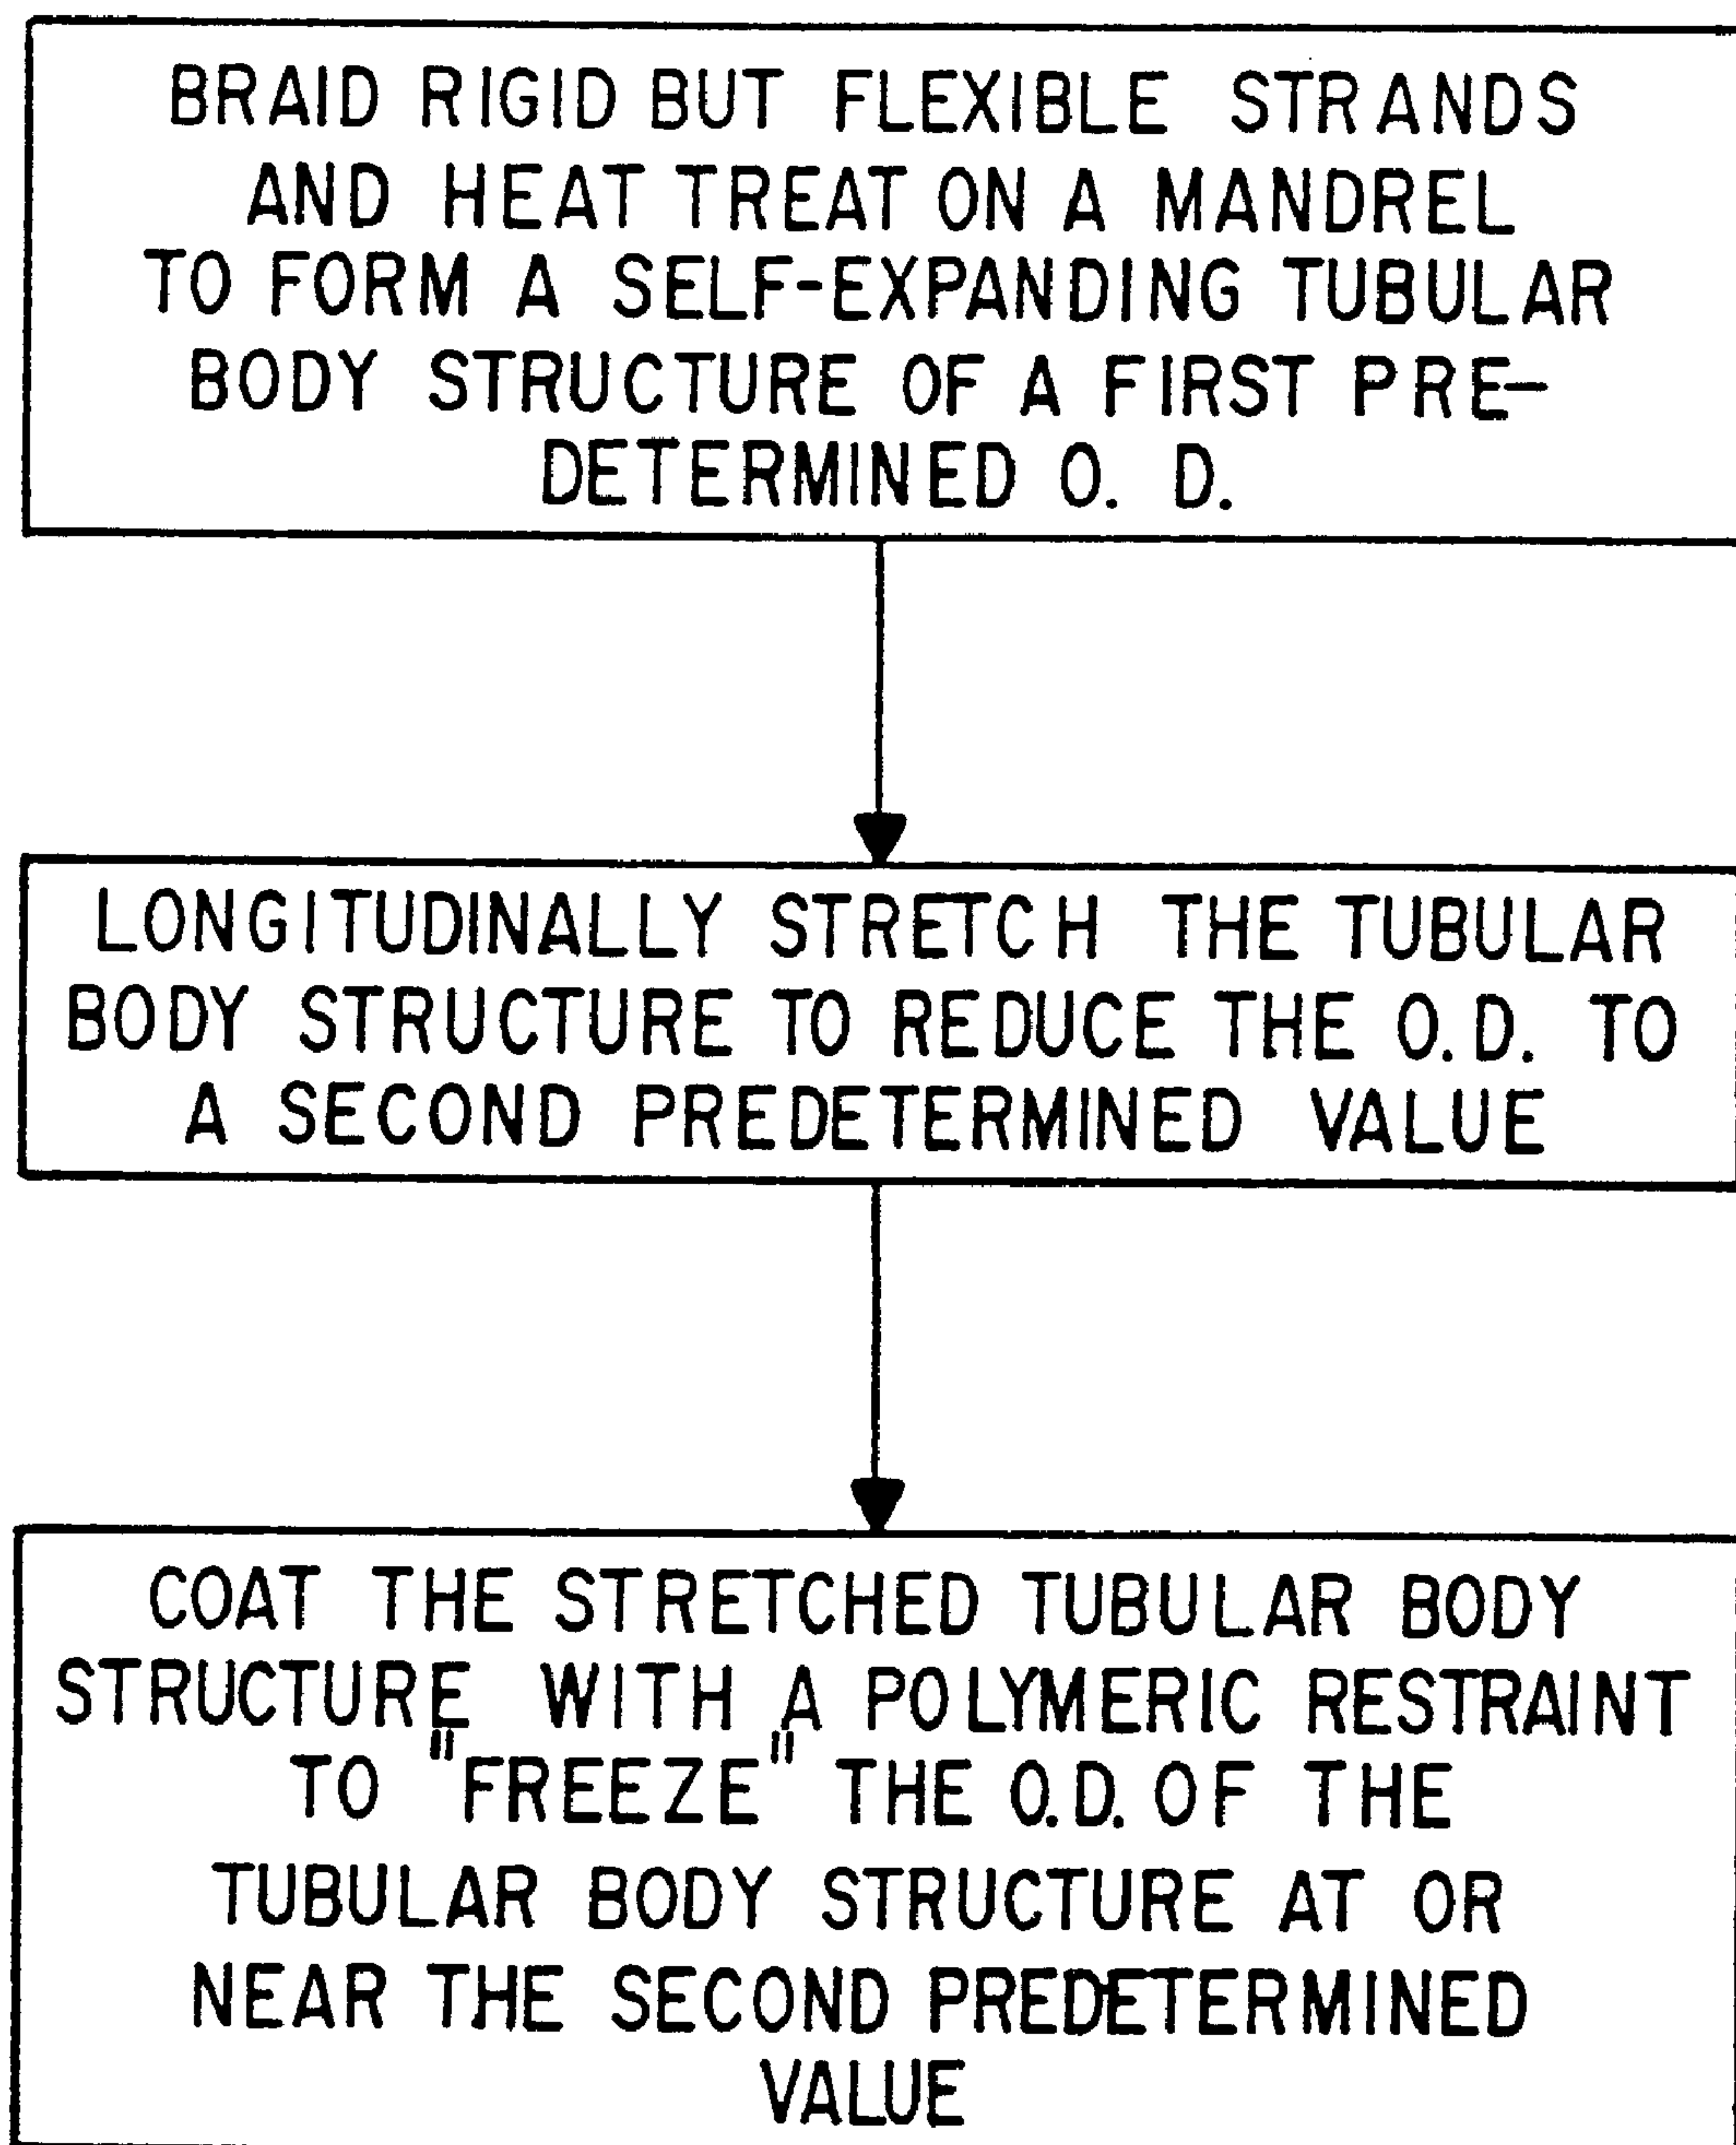 BRAID RIGID BUT FLEXIBLE STRANDS
AND HEAT TREAT ON A MANDREL
TO FORM A SELF-EXPANDING TUBULAR
BODY STRUCTURE OF A FIRST PRE-
DETERMINED O. D.
LONGITUDINALLY STRETCH THE TUBULAR
BODY STRUCTURE TO REDUCE THE O.D. TO
A SECOND PREDETERMINED VALUE
COAT THE STRETCHED TUBULAR BODY
STRUCTURE WITH A POLYMERIC RESTRAINT
TO "FREEZE" THE O.D. OF THE
TUBULAR BODY STRUCTURE AT OR
NEAR THE SECOND PREDETERMINED
VALUE